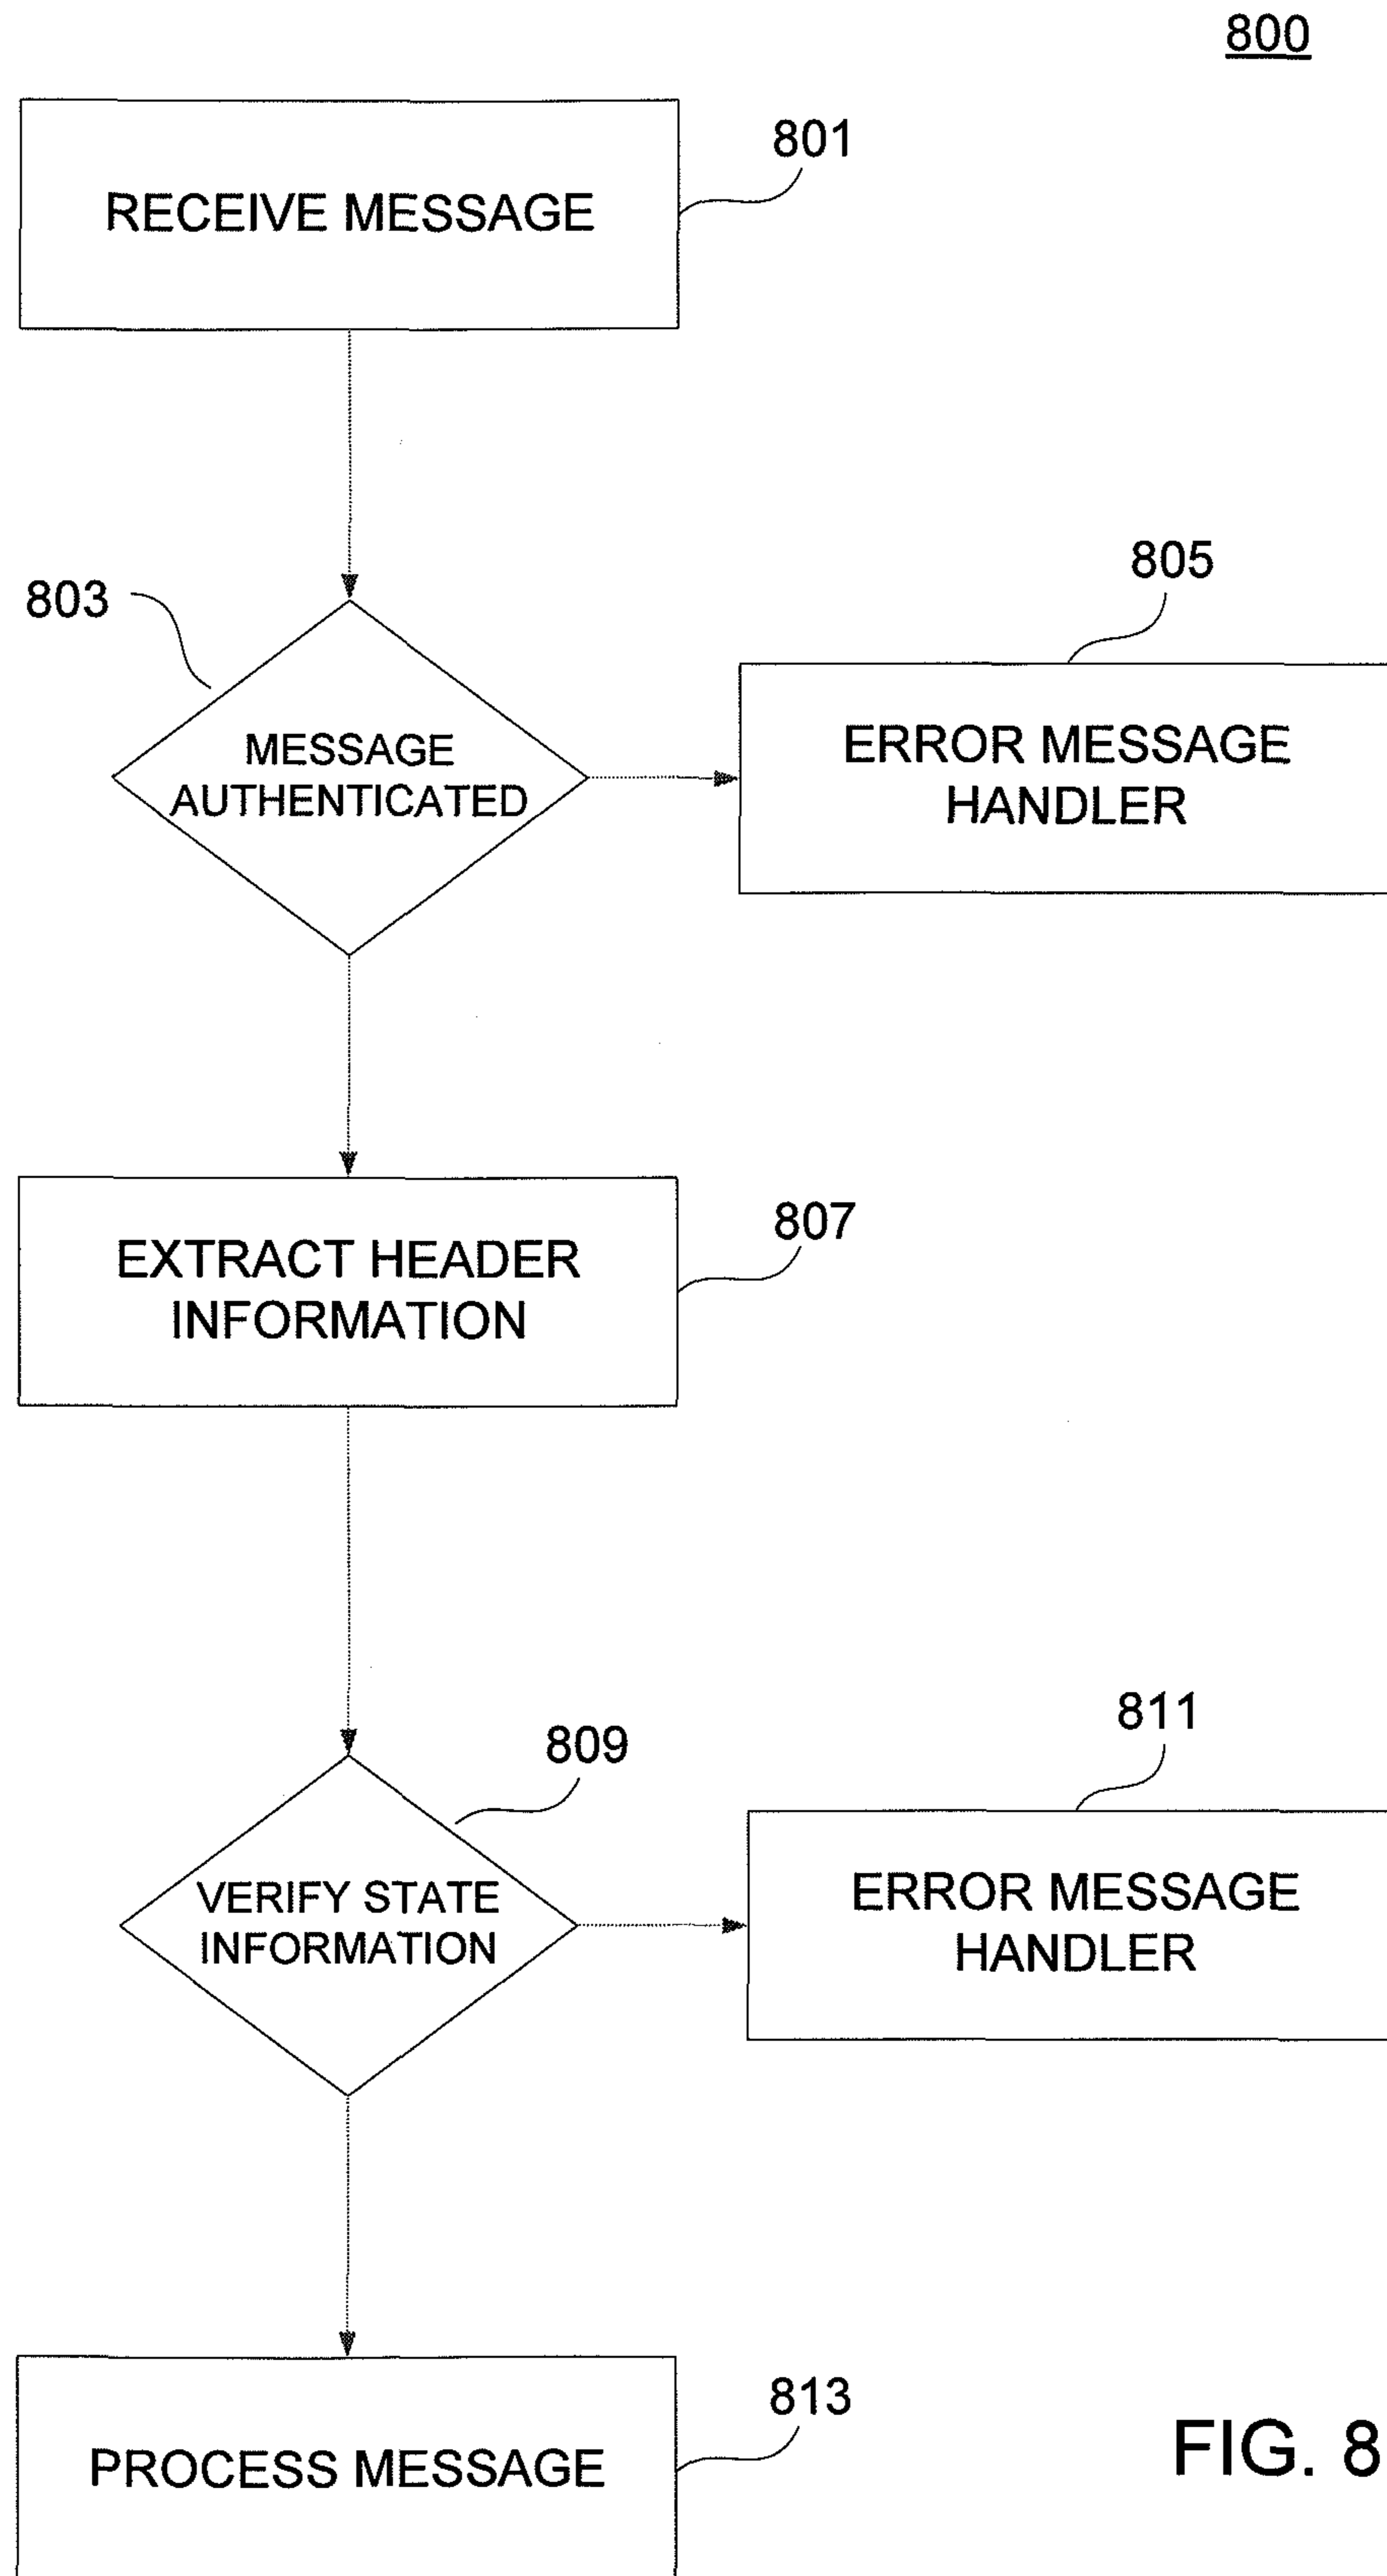 800
801
RECEIVE MESSAGE
803
805
MESSAGE
AUTHENTICATED
ERROR MESSAGE
HANDLER
807
EXTRACT HEADER
INFORMATION
809
811
VERIFY STATE
INFORMATION
ERROR MESSAGE
HANDLER
813
PROCESS MESSAGE
FIG. 8